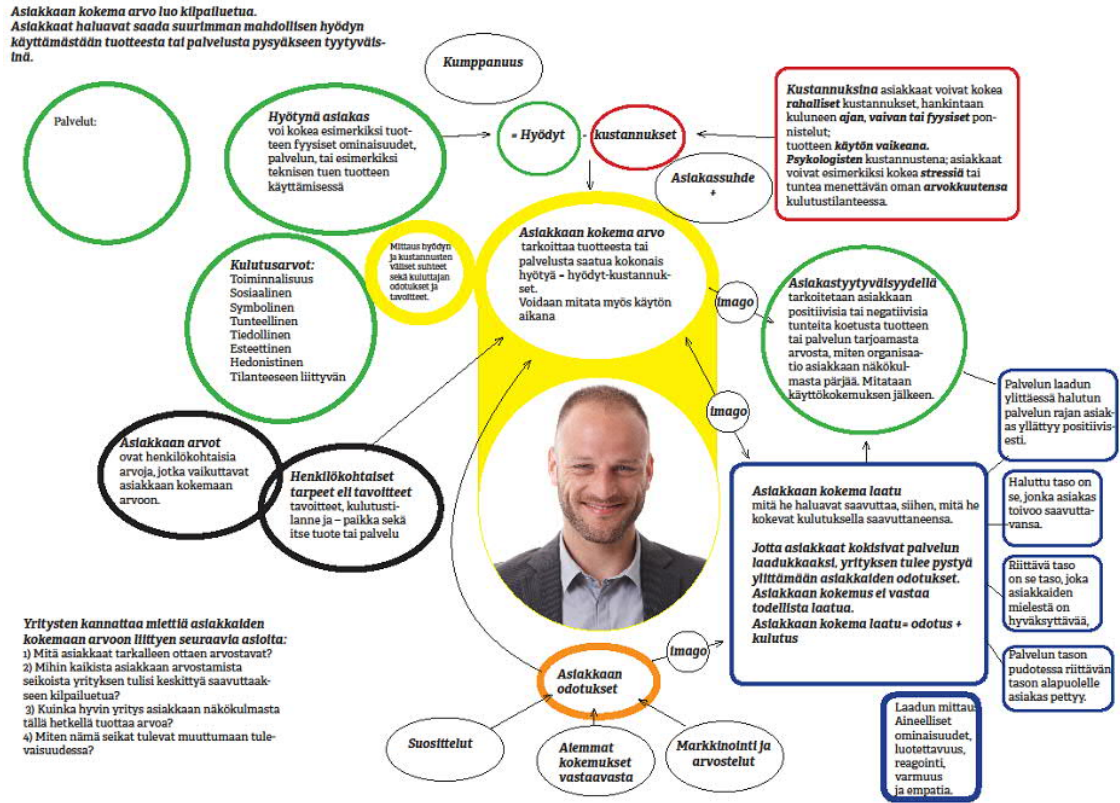 Asiakkaan kokema arvo luo kilpailuetua.
Asiakkaat haluavat saada suurimman mahdollisen hyödyn
käyttämästään tuotteesta tai palvelusta pysyäkseen tyytyväis-
inä.
Kumppanuus
Palvelut:
Hyötynä asiakas
voi kokea esimerkiksi tuot-
teen fyysiset ominaisuudet,
palvelun, tai esimerkiksi
teknisen tuen tuotteen
käyttämisessä
= Hyödyt
-
kustannukset
Kustannuksina asiakkaat voivat kokea
rahalliset kustannukset, hankintaan
kuluneen ajan, vaivan tai fyysiset pon-
nistelut;
tuotteen käytön vaikeana.
Psykologisten kustannustena; asiakkaat
voivat esimerkiksi kokea stressiä tai
tuntea menettävän oman arvokkuutensa
kulutustilanteessa.
Asiakassuhde
+
Mittaus hyödyn
ja kustannusten
väliset suhteet
sekä kuluttajan
odotukset ja
tavoitteet.
Asiakkaan kokema arvo
tarkoittaa tuotteesta tai
palvelusta saatua kokonais
hyötyä = hyödyt-kustannuk-
set.
Voidaan mitata myös käytön
aikana
Kulutusarvot:
Toiminnalisuus
Sosiaalinen
Symbolinen
Tunteellinen
Tiedollinen
Esteettinen
Hedonistinen
Tilanteeseen liittyvän
imago
Asiakastyytyväisyydellä
tarkoitetaan asiakkaan
positiivisia tai negatiivisia
tunteita koetusta tuotteen
tai palvelun tarjoamasta
arvosta, miten organisaa-
tio asiakkaan näkökul-
masta pärjää. Mitataan
käyttökokemuksen jälkeen.
imago
Palvelun laadun
ylittäessä halutun
palvelun rajan asiak-
as yllättyy positiivis-
esti.
Asiakkaan arvot
ovat henkilökohtaisia
arvoja, jotka vaikuttavat
asiakkaan kokemaan
arvoon.
Henkilökohtaiset
tarpeet eli tavoitteet
tavoitteet, kulutusti-
lanne ja – paikka sekä
itse tuote tai palvelu
Asiakkaan kokema laatu
mitä he haluavat saavuttaa, siihen, mitä he
kokevat kulutuksella saavuttaneensa.
Jotta asiakkaat kokisivat palvelun
laadukkaaksi, yrityksen tulee pystyä
ylittämään asiakkaiden odotukset.
Asiakkaan kokemus ei vastaa
todellista laatua.
Asiakkaan kokema laatu= odotus +
kulutus
Haluttu taso on
se, jonka asiakas
toivoo saavutta-
vansa.
Riittävä taso
on se taso, joka
asiakkaiden
mielestä on
hyväksyttävää,
Palvelun tason
pudotessa riittävän
tason alapuolelle
asiakas pettyy.
Yritysten kannattaa miettiä asiakkaiden
kokemaan arvoon liittyen seuraavia asioita:
1) Mitä asiakkaat tarkalleen ottaen arvostavat?
2) Mihin kaikista asiakkaan arvostamista
seikoista yrityksen tulisi keskittyä saavuttaak-
seen kilpailuetua?
3) Kuinka hyvin yritys asiakkaan näkökulmasta
tällä hetkellä tuottaa arvoa?
4) Miten nämä seikat tulevat muuttumaan tule-
vaisuudessa?
imago
Asiakkaan
odotukset
Suosittelut
Aiemmat
kokemukset
vastaavasta
Markkinointi ja
arvostelut
Laadun mittaus
Aineelliset
ominaisuudet,
luotettavuus,
reagointi,
varmuus
ja empatia.